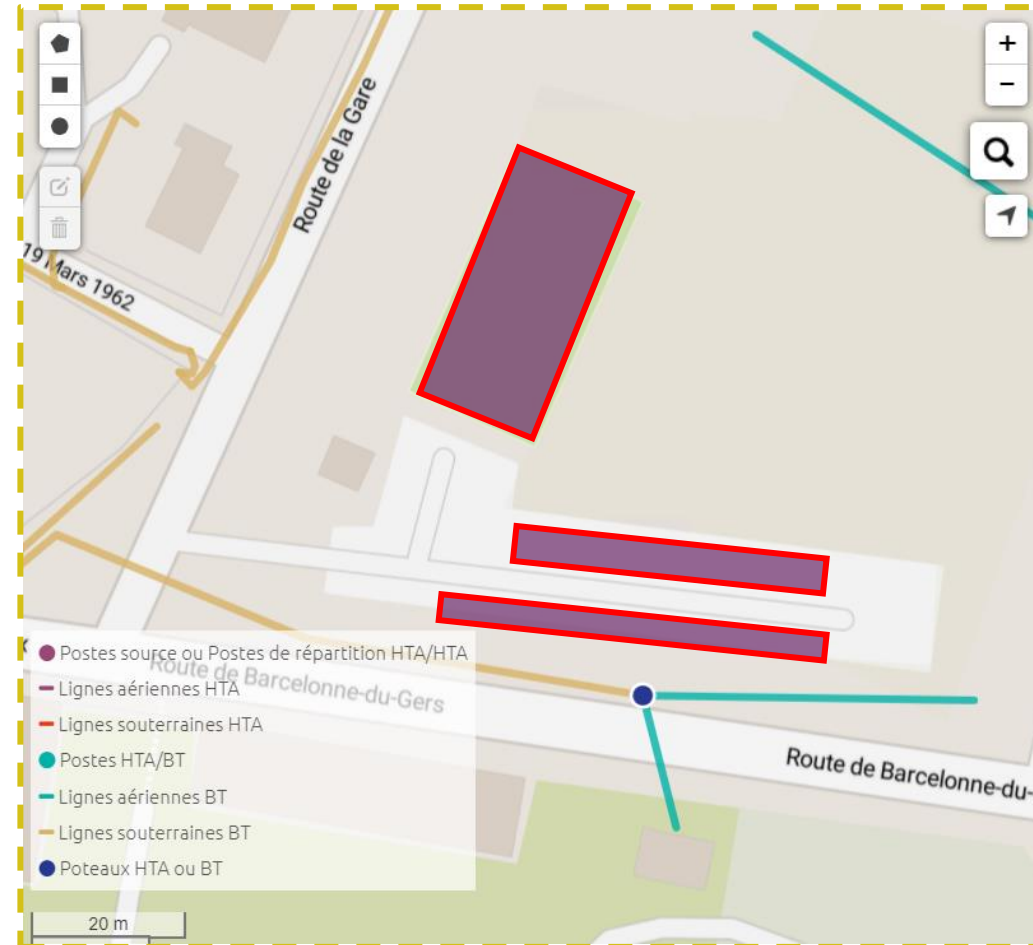 +
−
Route de la Gare
19 Mars 1962
Postes source ou Postes de répartition HTA/HTA
Route de Barcelonne-du-Gers
Lignes aériennes HTA
Lignes souterraines HTA
Postes HTA/BT
Route de Barcelonne-du-
Lignes aériennes BT
Lignes souterraines BT
Poteaux HTA ou BT
20 m